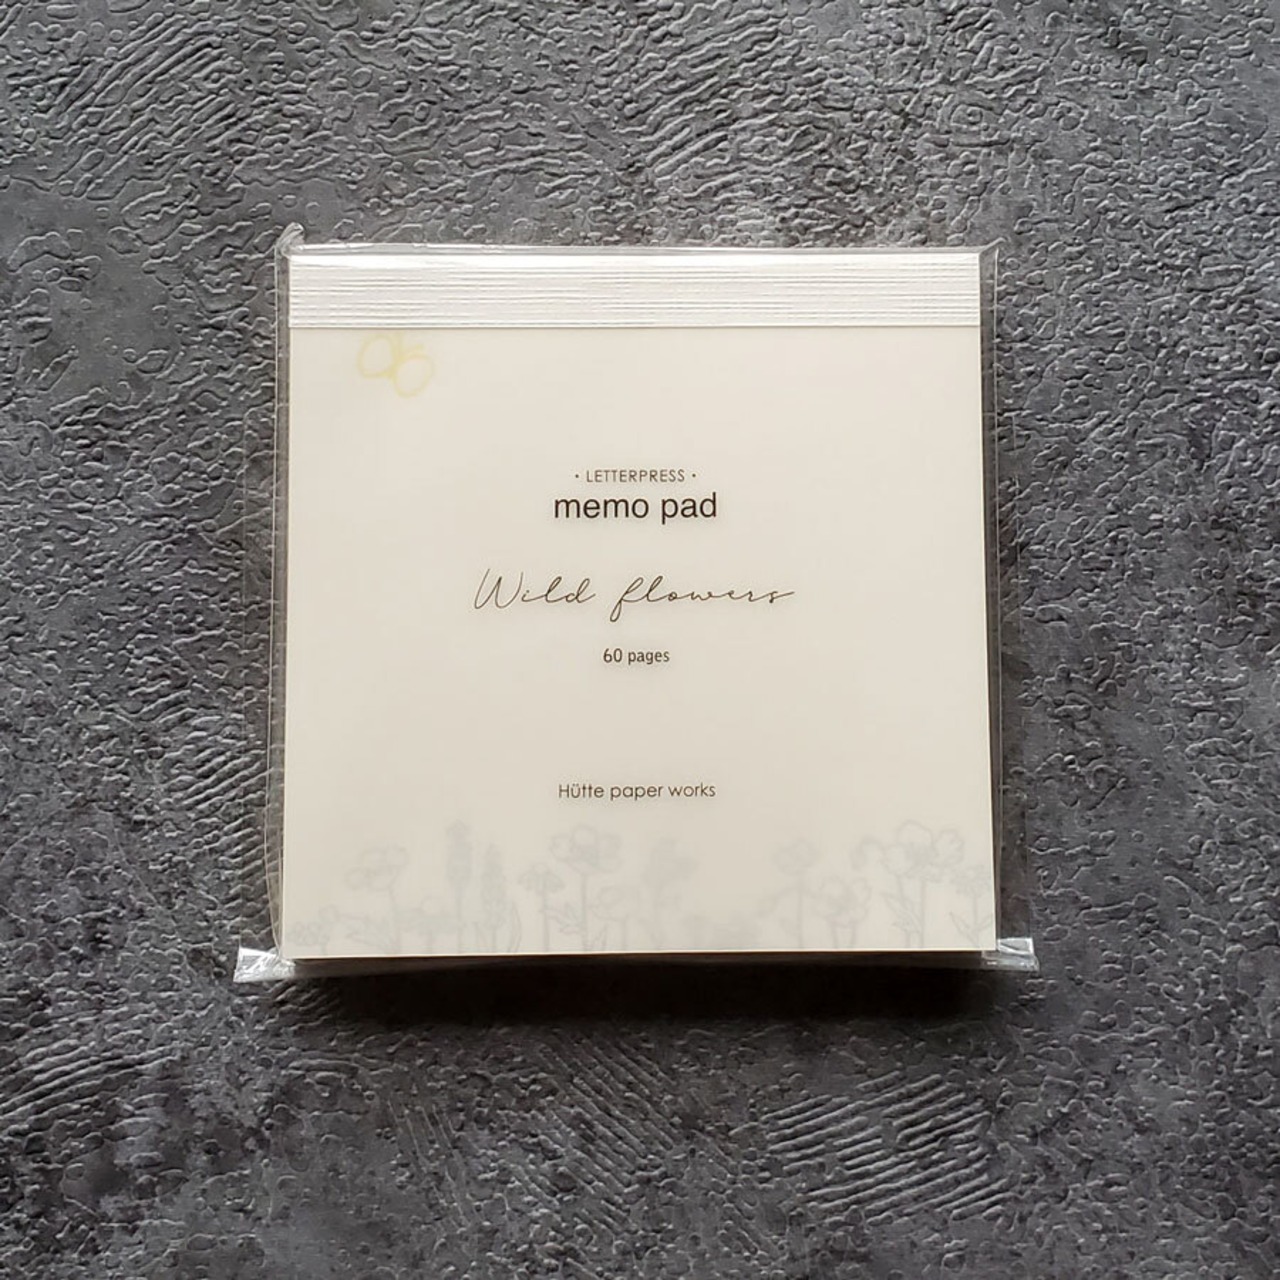 • LETTERPRESS •
memo pad
Wild flowers
60 pages
Hütte paper works